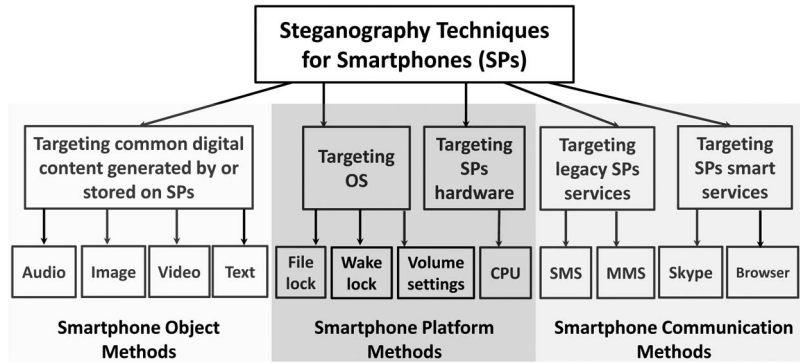 Steganography Techniques
for Smartphones (SPs)
Targeting common digital
content generated by or
stored on SPs
Targeting
OS
Targeting
SPs
hardware
Targeting
legacy SPs
services
Targeting
SPs smart
services
Audio
Image
Video
Text
File
lock
Wake
lock
Volume
settings
CPU
SMS
MMS
Skype
Browser
Smartphone Object
Methods
Smartphone Platform
Methods
Smartphone Communication
Methods